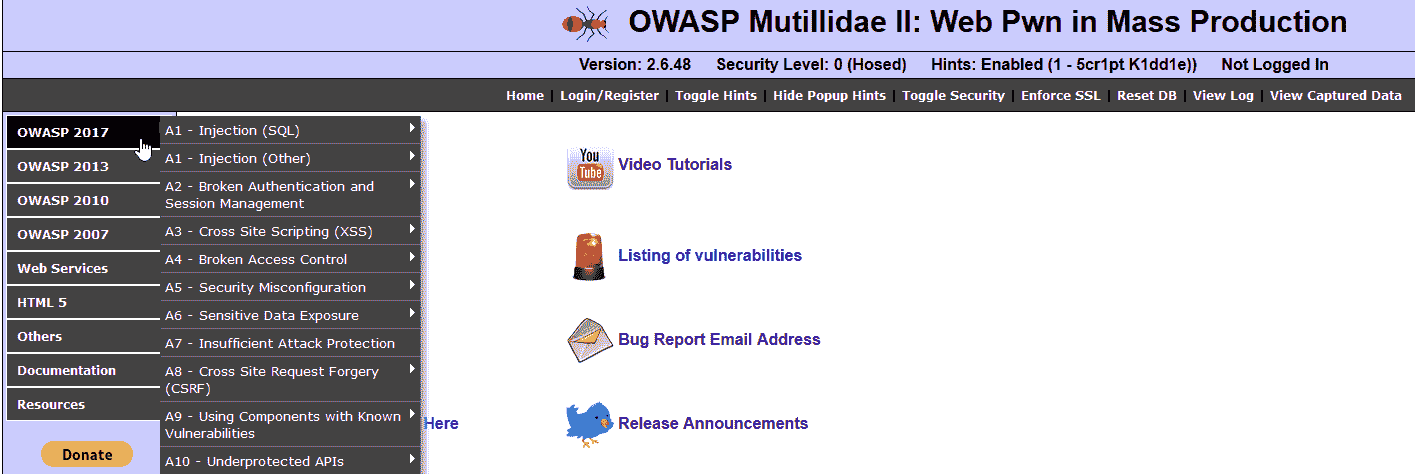 OWASP Mutillidae II: Web Pwn in Mass Production
Version: 2.6.48 Security Level: 0 (Hosed) Hints: Enabled (1 - 5cr1pt K1dd1e)) Not Logged In
Home | Login/Register | Toggle Hints | Hide Popup Hints | Toggle Security | Enforce SSL | Reset DB | View Log | View Captured Data
OWASP 2017
OWASP 2013
OWASP 2010
OWASP 2007
Web Services
HTML 5
Others
Documentation
Resources
Donate
A1 - Injection (SQL)
A1 - Injection (Other)
A2 - Broken Authentication and
Session Management
A3 - Cross Site Scripting (XSS)
A4 - Broken Access Control
A5 - Security Misconfiguration
A6 - Sensitive Data Exposure
A7 - Insufficient Attack Protection
A8 - Cross Site Request Forgery
(CSRF)
A9 - Using Components with Known
Vulnerabilities
A10 - Underprotected APIs
Here
You
Tube
Video Tutorials
Listing of vulnerabilities
Bug Report Email Address
Release Announcements